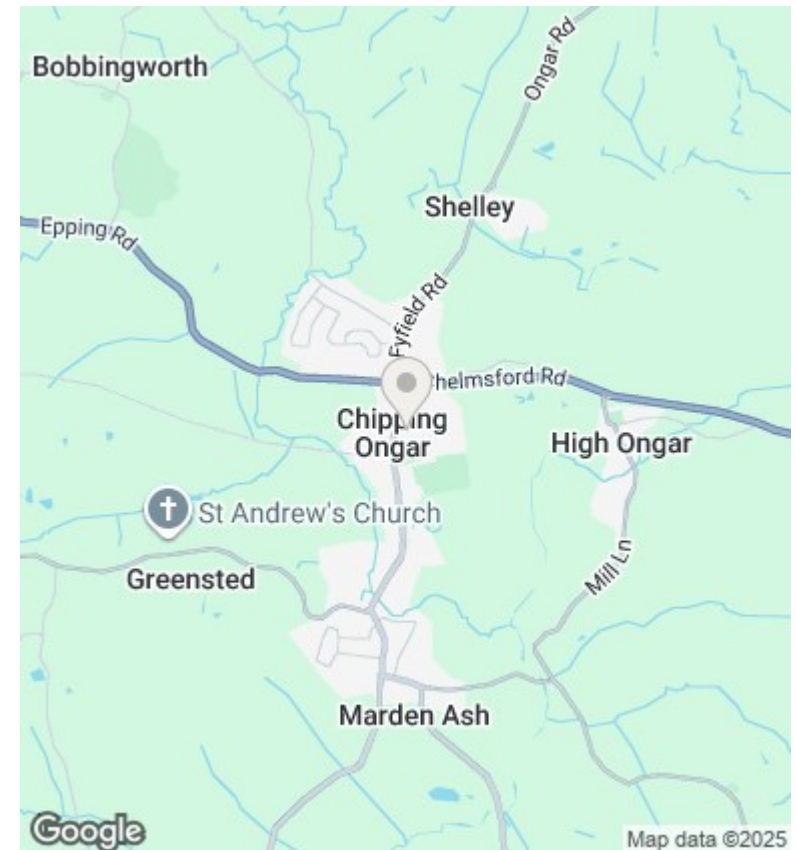 Bobbingworth
Ongar Rd
Shelley
Epping Rd
Fyfield Rd
helmsford Rd
Chipping
Ongar
High Ongar
St Andrew's Church
Greensted
Mill Ln
Marden Ash
Google
Map data ©2025